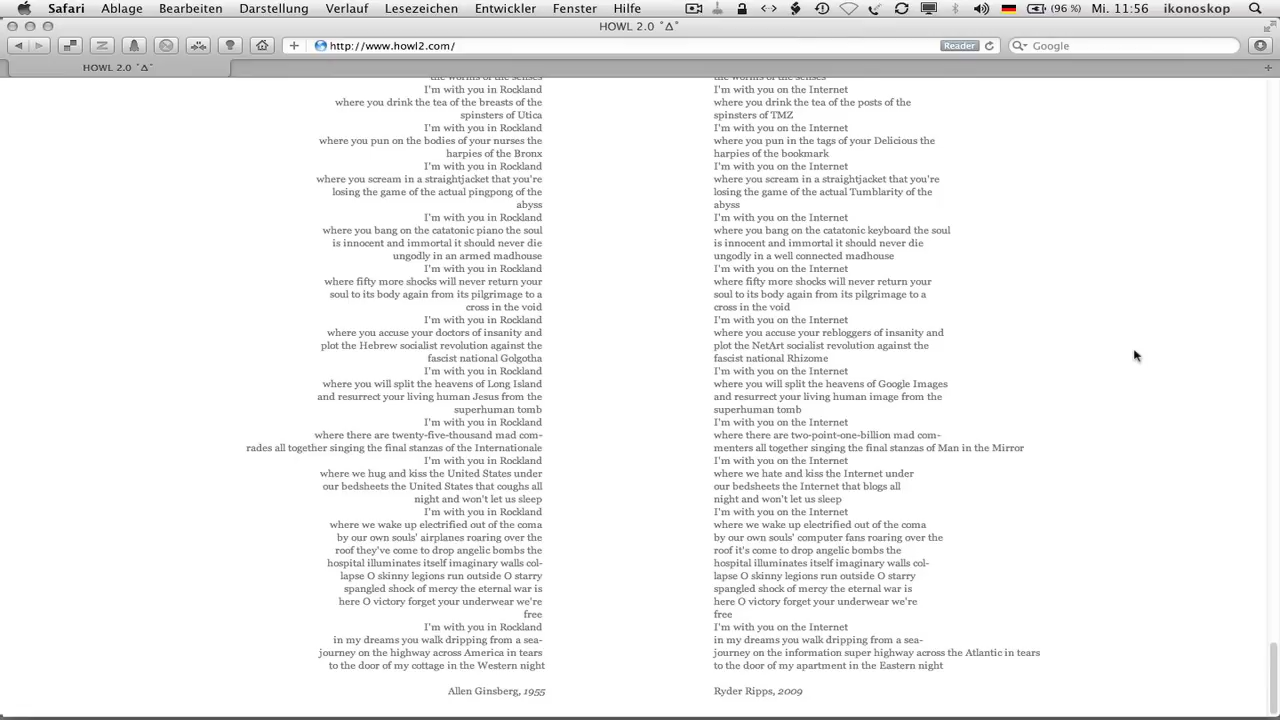 Safari Ablage Bearbeiten Darstellung Verlauf Lesezeichen Entwickler Fenster Hilfe (96 %) Mi. 11:56 ikonoskop
HOWL 2.0 ˚∆˚
http://www.howl2.com/ Reader Google
HOWL 2.0 ˚∆˚
the worms of the senses
I'm with you in Rockland
where you drink the tea of the breasts of the
spinsters of Utica
I'm with you in Rockland
where you pun on the bodies of your nurses the
harpies of the Bronx
I'm with you in Rockland
where you scream in a straightjacket that you're
losing the game of the actual pingpong of the
abyss
I'm with you in Rockland
where you bang on the catatonic piano the soul
is innocent and immortal it should never die
ungodly in an armed madhouse
I'm with you in Rockland
where fifty more shocks will never return your
soul to its body again from its pilgrimage to a
cross in the void
I'm with you in Rockland
where you accuse your doctors of insanity and
plot the Hebrew socialist revolution against the
fascist national Golgotha
I'm with you in Rockland
where you will split the heavens of Long Island
and resurrect your living human Jesus from the
superhuman tomb
I'm with you in Rockland
where there are twenty-five-thousand mad com-
rades all together singing the final stanzas of the Internationale
I'm with you in Rockland
where we hug and kiss the United States under
our bedsheets the United States that coughs all
night and won't let us sleep
I'm with you in Rockland
where we wake up electrified out of the coma
by our own souls' airplanes roaring over the
roof they've come to drop angelic bombs the
hospital illuminates itself imaginary walls col-
lapse O skinny legions run outside O starry
spangled shock of mercy the eternal war is
here O victory forget your underwear we're
free
I'm with you in Rockland
in my dreams you walk dripping from a sea-
journey on the highway across America in tears
to the door of my cottage in the Western night
Allen Ginsberg, 1955
the worms of the senses
I'm with you on the Internet
where you drink the tea of the posts of the
spinsters of TMZ
I'm with you on the Internet
where you pun in the tags of your Delicious the
harpies of the bookmark
I'm with you on the Internet
where you scream in a straightjacket that you're
losing the game of the actual Tumblarity of the
abyss
I'm with you on the Internet
where you bang on the catatonic keyboard the soul
is innocent and immortal it should never die
ungodly in a well connected madhouse
I'm with you on the Internet
where fifty more shocks will never return your
soul to its body again from its pilgrimage to a
cross in the void
I'm with you on the Internet
where you accuse your rebloggers of insanity and
plot the NetArt socialist revolution against the
fascist national Rhizome
I'm with you on the Internet
where you will split the heavens of Google Images
and resurrect your living human image from the
superhuman tomb
I'm with you on the Internet
where there are two-point-one-billion mad com-
menters all together singing the final stanzas of Man in the Mirror
I'm with you on the Internet
where we hate and kiss the Internet under
our bedsheets the Internet that blogs all
night and won't let us sleep
I'm with you on the Internet
where we wake up electrified out of the coma
by our own souls' computer fans roaring over the
roof it's come to drop angelic bombs the
hospital illuminates itself imaginary walls col-
lapse O skinny legions run outside O starry
spangled shock of mercy the eternal war is
here O victory forget your underwear we're
free
I'm with you on the Internet
in my dreams you walk dripping from a sea-
journey on the information super highway across the Atlantic in tears
to the door of my apartment in the Eastern night
Ryder Ripps, 2009